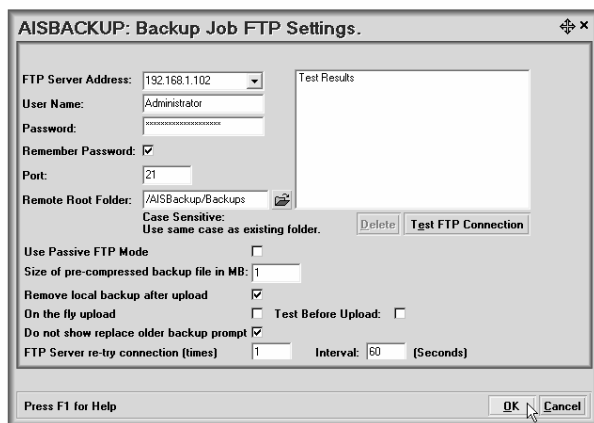 AISBACKUP: Backup Job FTP Settings.
FTP Server Address: 192.168.1.102
Test Results
User Name: Administrator
Password: xxxxxxxxxxxxxxxxxxxx
Remember Password:
Port: 21
Remote Root Folder: /AISBackup/Backups
Case Sensitive:
Use same case as existing folder.
Delete Test FTP Connection
Use Passive FTP Mode
Size of pre-compressed backup file in MB: 1
Remove local backup after upload
On the fly upload Test Before Upload:
Do not show replace older backup prompt
FTP Server re-try connection (times) 1 Interval: 60 (Seconds)
Press F1 for Help OK Cancel